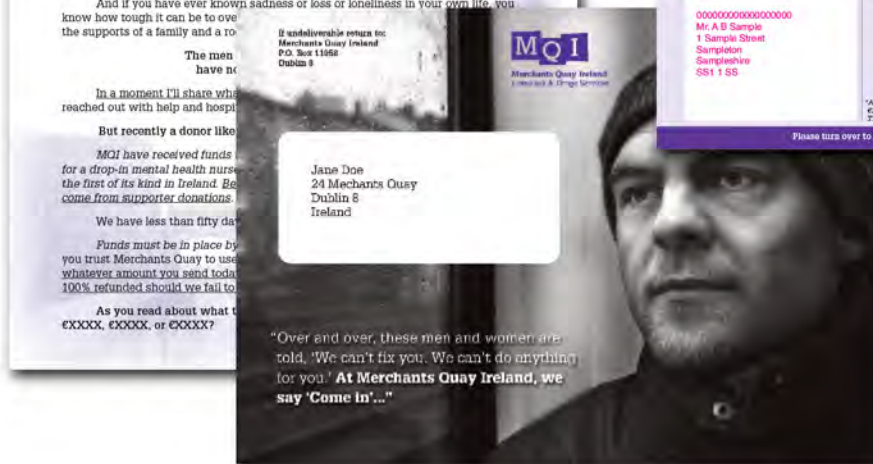 And if you have ever known sadness or loss or loneliness in your own life, you
know how tough it can be to
the supports of a family and a
The men
have
In a moment I'll share
reached out with help and
But recently a donor like
MQI have received funds
for a drop-in mental health nurse
the first of its kind in Ireland.
come from supporter donations.
We have less than fifty
Funds must be in place by
you trust Merchants Quay to use
whatever amount you send
100% refunded should we fail to
As you read about what
€XXXX, €XXXX, or €XXXX?
If undeliverable return to:
Merchants Quay Ireland
P.O. Box 11958
Dublin 8
MQI
Merchants Quay Ireland
Homeless & Drugs Services
Jane Doe
24 Mechants Quay
Dublin 8
Ireland
"Over and over, these men and women are
told, 'We can't fix you. We can't do anything
for you.' At Merchants Quay Ireland, we
say 'Come in'..."
000000000000000000
Mr. A B Sample
1 Sample Street
Sampleton
Sampleshire
SS1 1 SS
Please turn over to